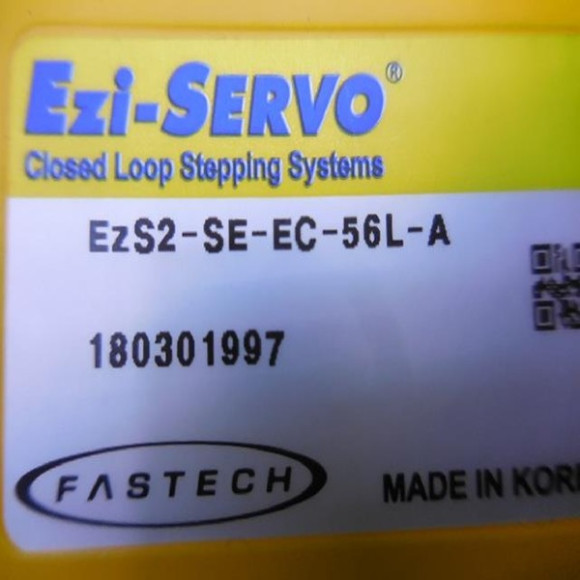 Ezi-SERVO®
Closed Loop Stepping Systems
EzS2-SE-EC-56L-A
180301997
FASTECH
MADE IN KOR